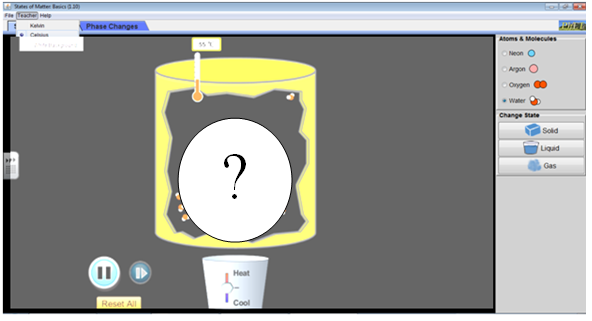 States of Matter: Basics (1.10)
File Teacher Help
Kelvin
Celsius
Phase Changes
55 °C
?
Atoms & Molecules
Neon
Argon
Oxygen
Water
Change State
Solid
Liquid
Gas
Heat
Cool
Reset All